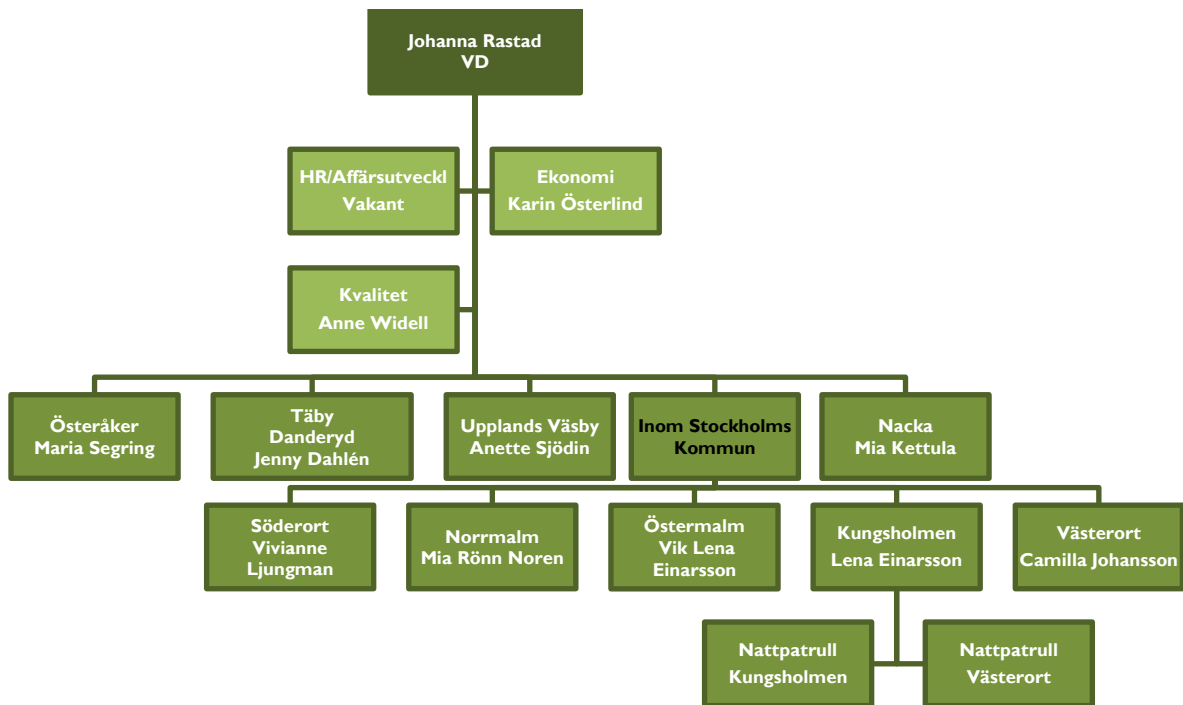 Johanna Rastad
VD
HR/Affärsutveckl
Vakant
Ekonomi
Karin Österlind
Kvalitet
Anne Widell
Österåker
Maria Segring
Täby
Danderyd
Jenny Dahlén
Upplands Väsby
Anette Sjödin
Inom Stockholms
Kommun
Nacka
Mia Kettula
Söderort
Vivianne
Ljungman
Norrmalm
Mia Rönn Noren
Östermalm
Vik Lena
Einarsson
Kungsholmen
Lena Einarsson
Västerort
Camilla Johansson
Nattpatrull
Kungsholmen
Nattpatrull
Västerort